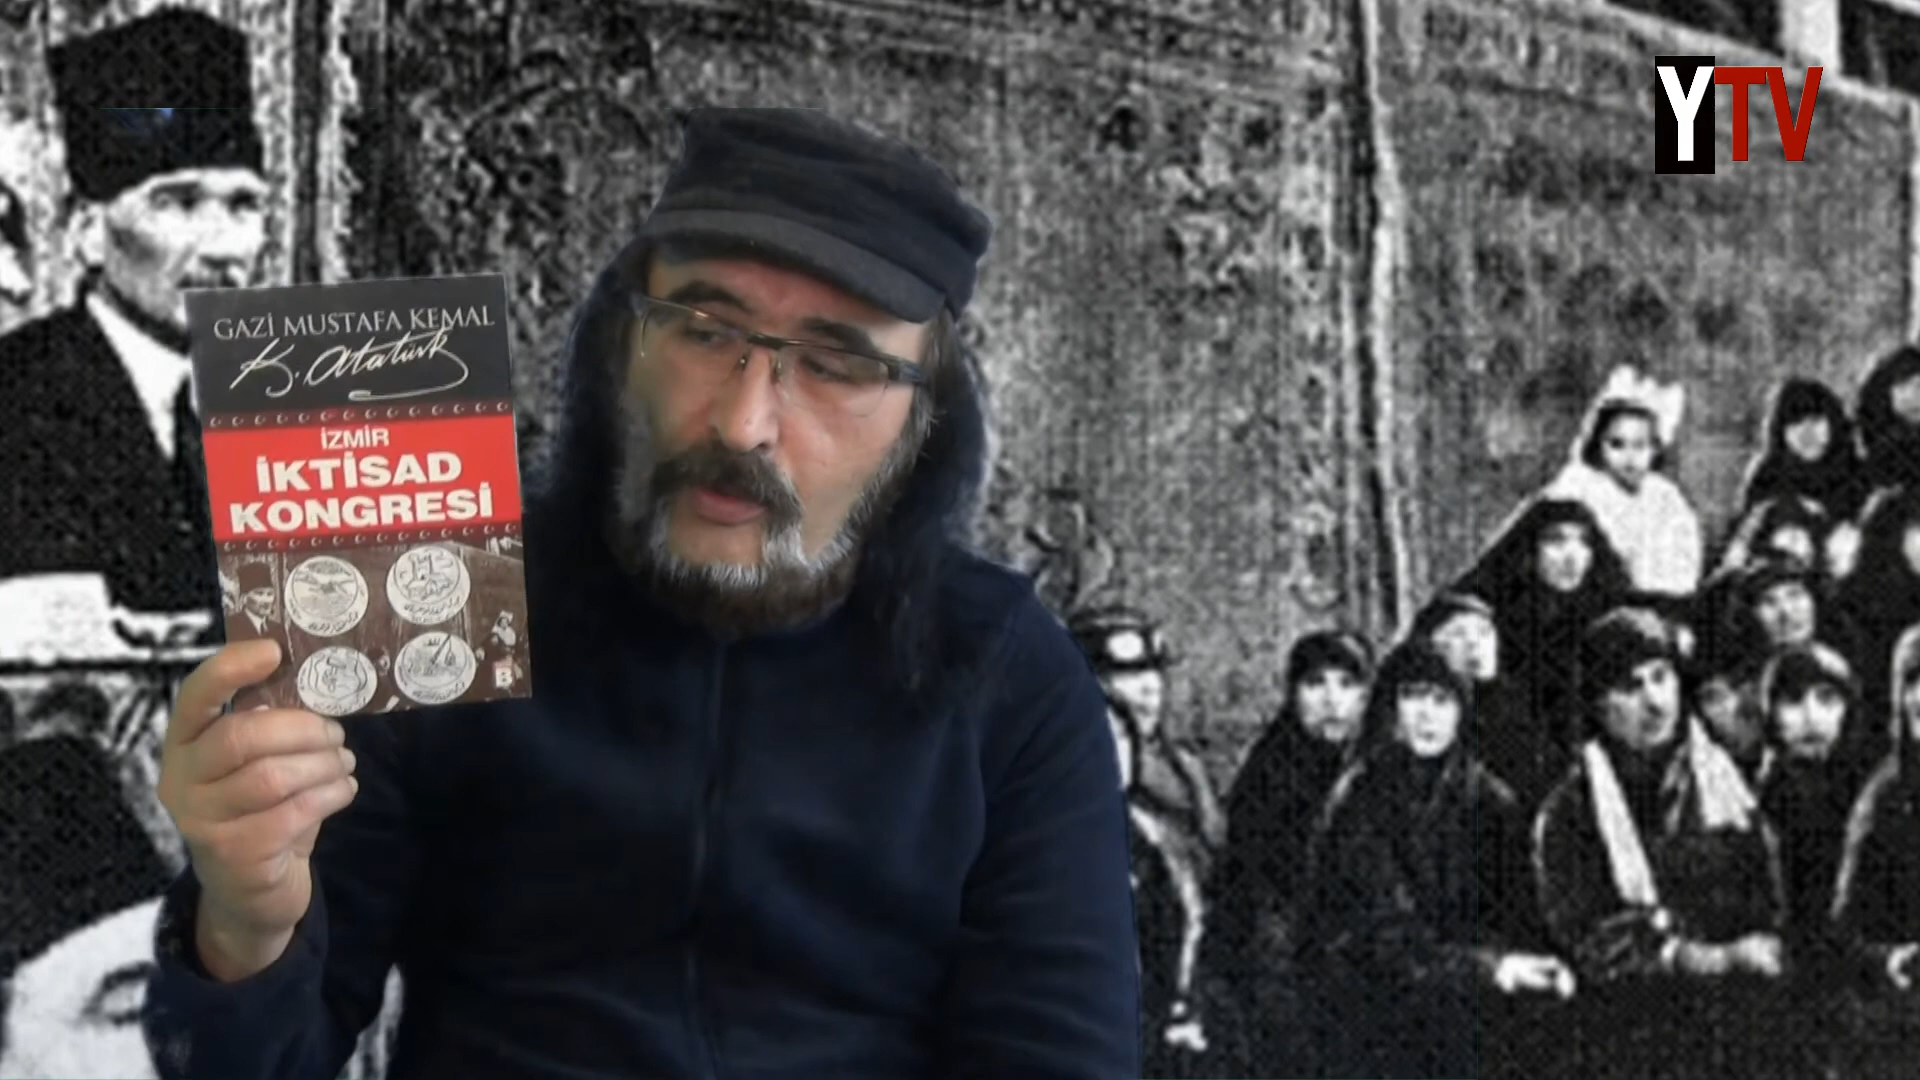 YTV
GAZİ MUSTAFA KEMAL
K. Atatürk
İZMİR
İKTİSAD
KONGRESİ
B